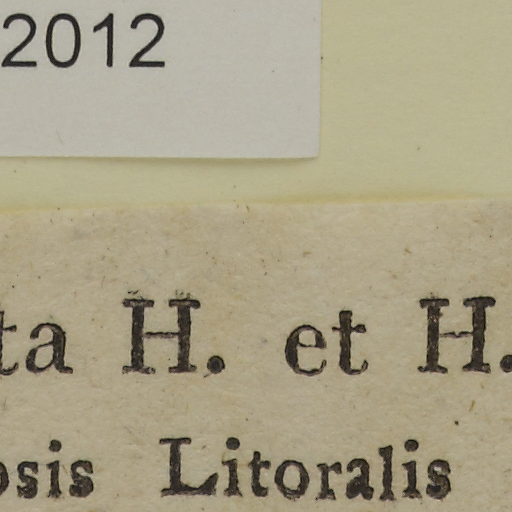 2012
ta H. et H.
osis Litoralis